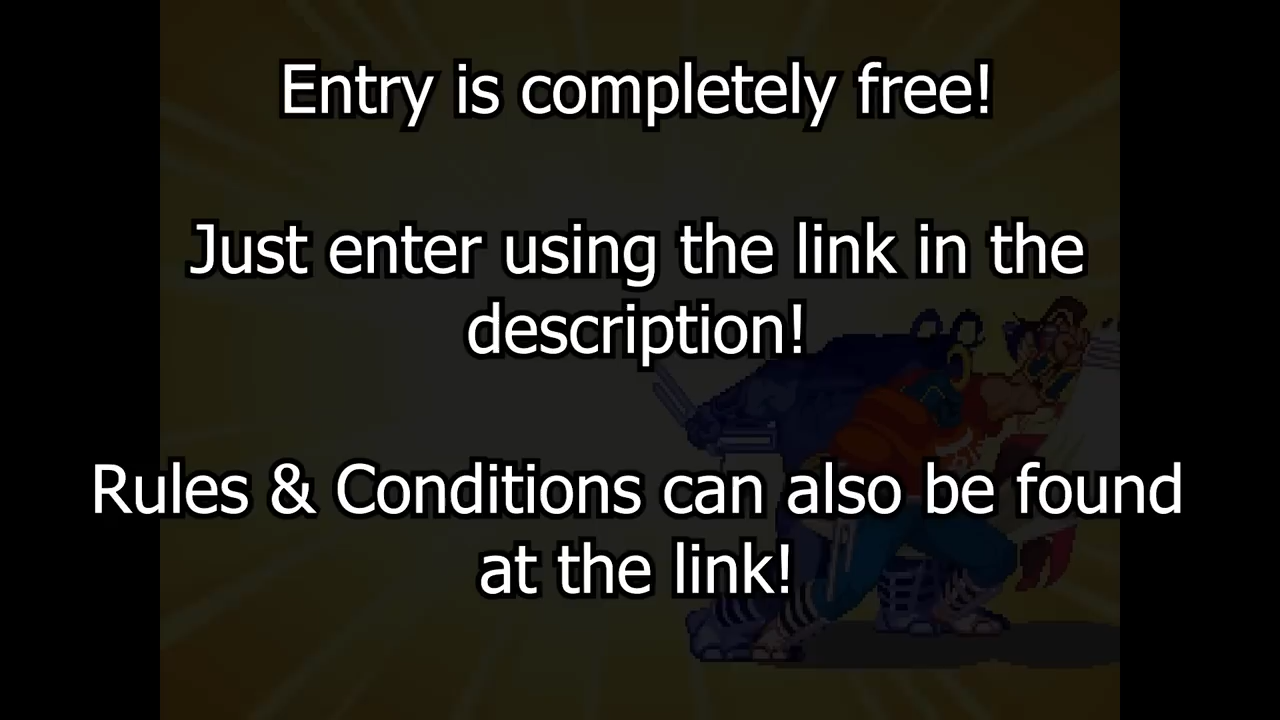 Entry is completely free!
Just enter using the link in the
description!
Rules & Conditions can also be found
at the link!